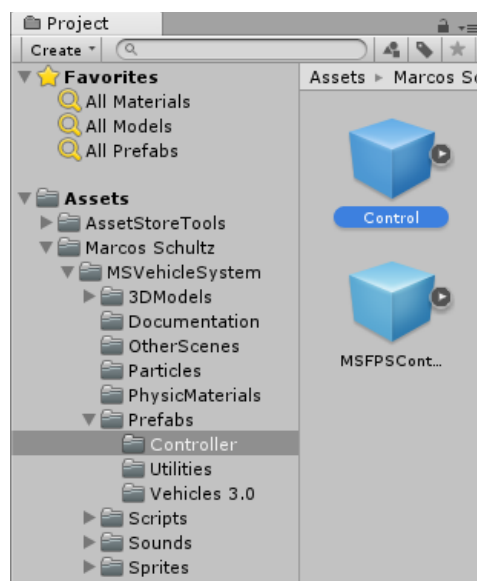 Project
Create
Favorites
All Materials
All Models
All Prefabs
Assets
AssetStoreTools
Marcos Schultz
MSVehicleSystem
3DModels
Documentation
OtherScenes
Particles
PhysicMaterials
Prefabs
Controller
Utilities
Vehicles 3.0
Scripts
Sounds
Sprites
Assets ▸ Marcos
Control
MSFPSCont...